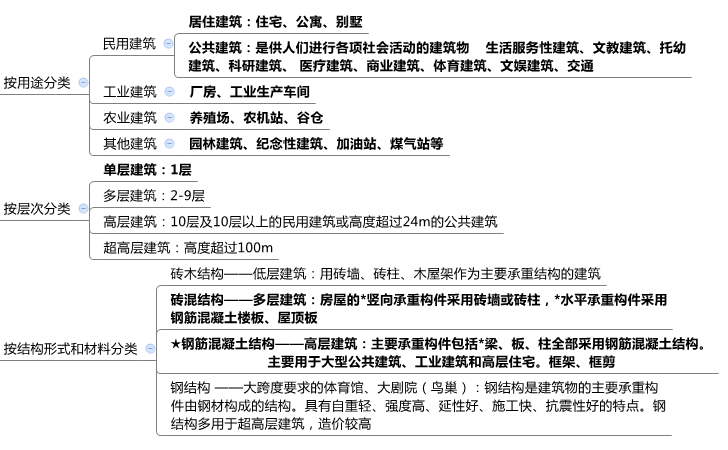 居住建筑：住宅、公寓、别墅
民用建筑
公共建筑：是供人们进行各项社会活动的建筑物　生活服务性建筑、文教建筑、托幼
建筑、科研建筑、 医疗建筑、商业建筑、体育建筑、文娱建筑、交通
按用途分类
工业建筑 厂房、工业生产车间
农业建筑 养殖场、农机站、谷仓
其他建筑 园林建筑、纪念性建筑、加油站、煤气站等
单层建筑：1层
多层建筑：2-9层
按层次分类
高层建筑：10层及10层以上的民用建筑或高度超过24m的公共建筑
超高层建筑：高度超过100m
砖木结构——低层建筑：用砖墙、砖柱、木屋架作为主要承重结构的建筑
砖混结构——多层建筑：房屋的*竖向承重构件采用砖墙或砖柱，*水平承重构件采用
钢筋混凝土楼板、屋顶板
按结构形式和材料分类
★钢筋混凝土结构——高层建筑：主要承重构件包括*梁、板、柱全部采用钢筋混凝土结构。
主要用于大型公共建筑、工业建筑和高层住宅。框架、框剪
钢结构 ——大跨度要求的体育馆、大剧院（鸟巢）：钢结构是建筑物的主要承重构
件由钢材构成的结构。具有自重轻、强度高、延性好、施工快、抗震性好的特点。钢
结构多用于超高层建筑，造价较高